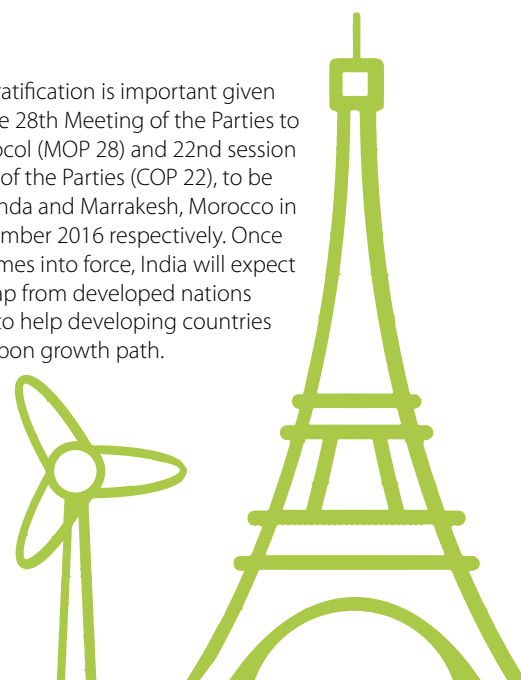 ratification is important given
e 28th Meeting of the Parties to
ocol (MOP 28) and 22nd session
of the Parties (COP 22), to be
nda and Marrakesh, Morocco in
mber 2016 respectively. Once
mes into force, India will expect
ap from developed nations
to help developing countries
bon growth path.